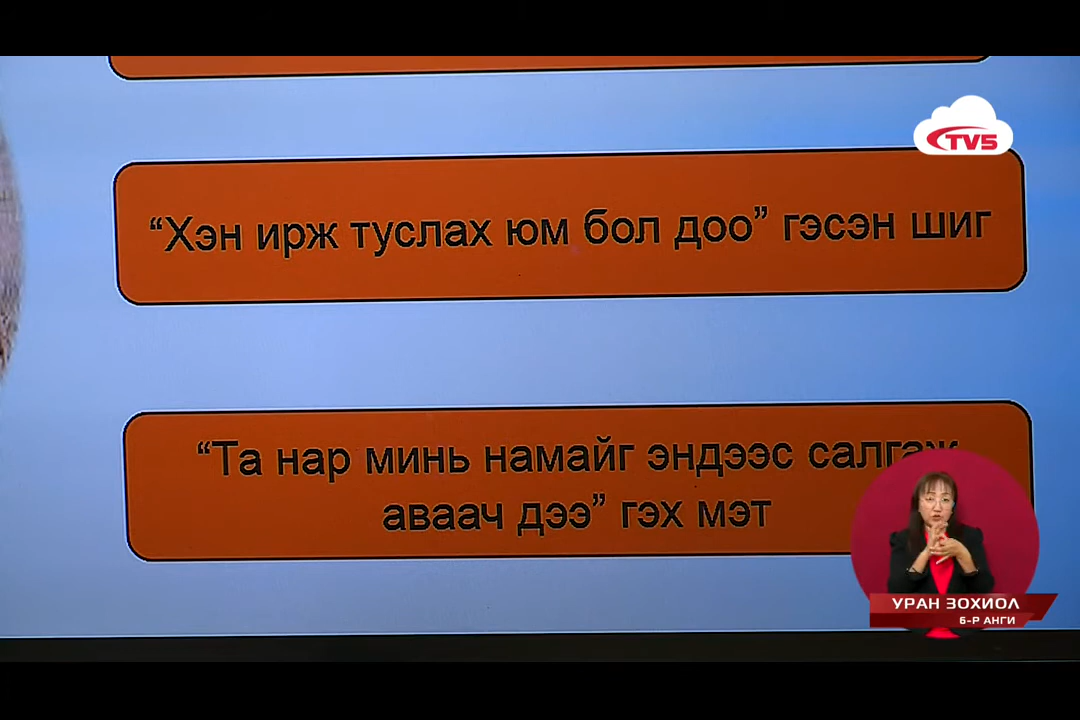 TV5
“Хэн ирж туслах юм бол доо” гэсэн шиг
“Та нар минь намайг эндээс салгаж
аваач дээ” гэх мэт
УРАН ЗОХИОЛ
6-Р АНГИ